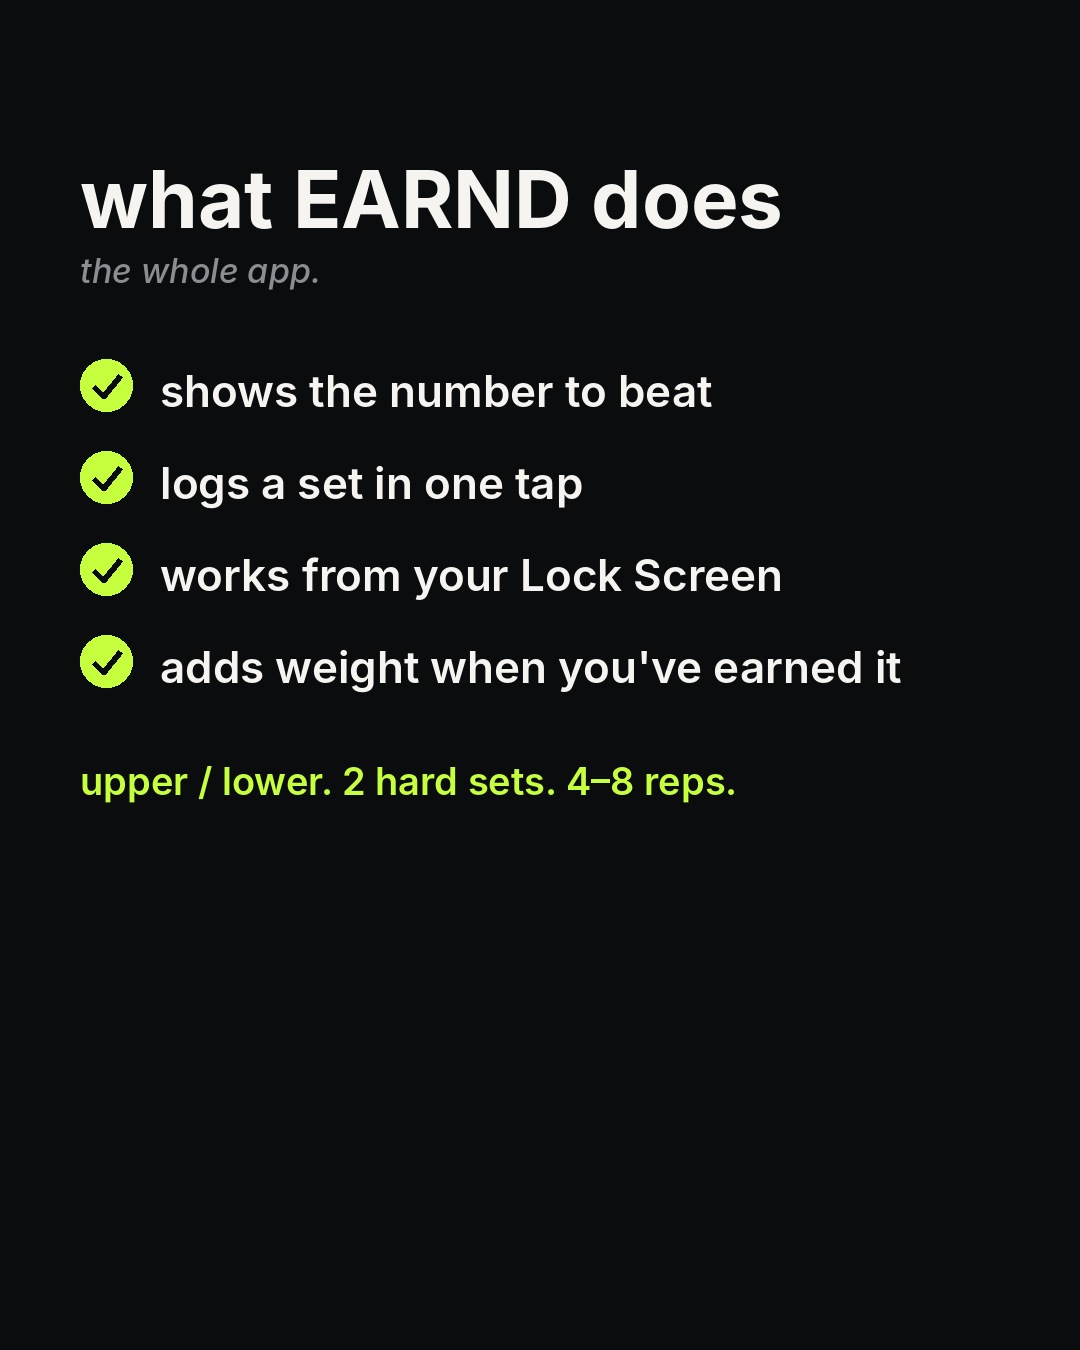 what EARND does
the whole app.
shows the number to beat
logs a set in one tap
works from your Lock Screen
adds weight when you've earned it
upper / lower. 2 hard sets. 4–8 reps.